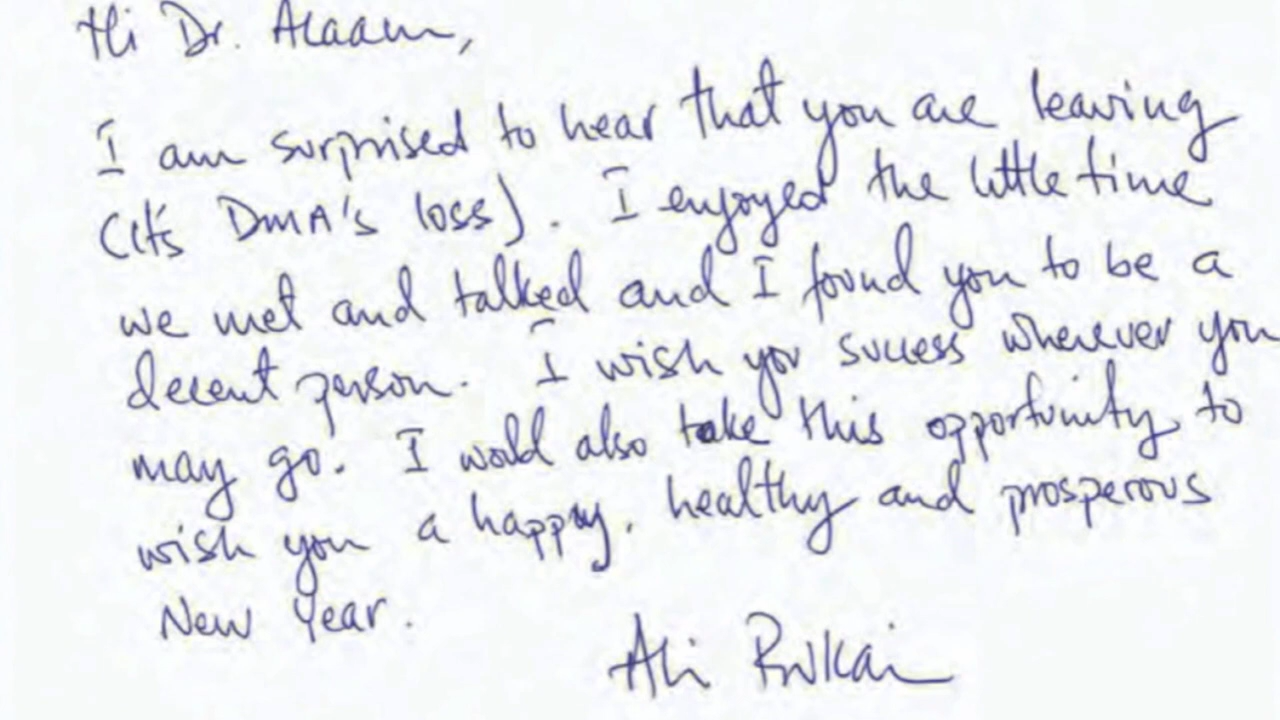 Hi Dr. Alaam,
I am surprised to hear that you are leaving
(it's DMA's loss). I enjoyed the little time
we met and talked and I found you to be a
decent person. I wish you success wherever you
may go. I would also take this opportunity to
wish you a happy, healthy and prosperous
New Year.
Ali